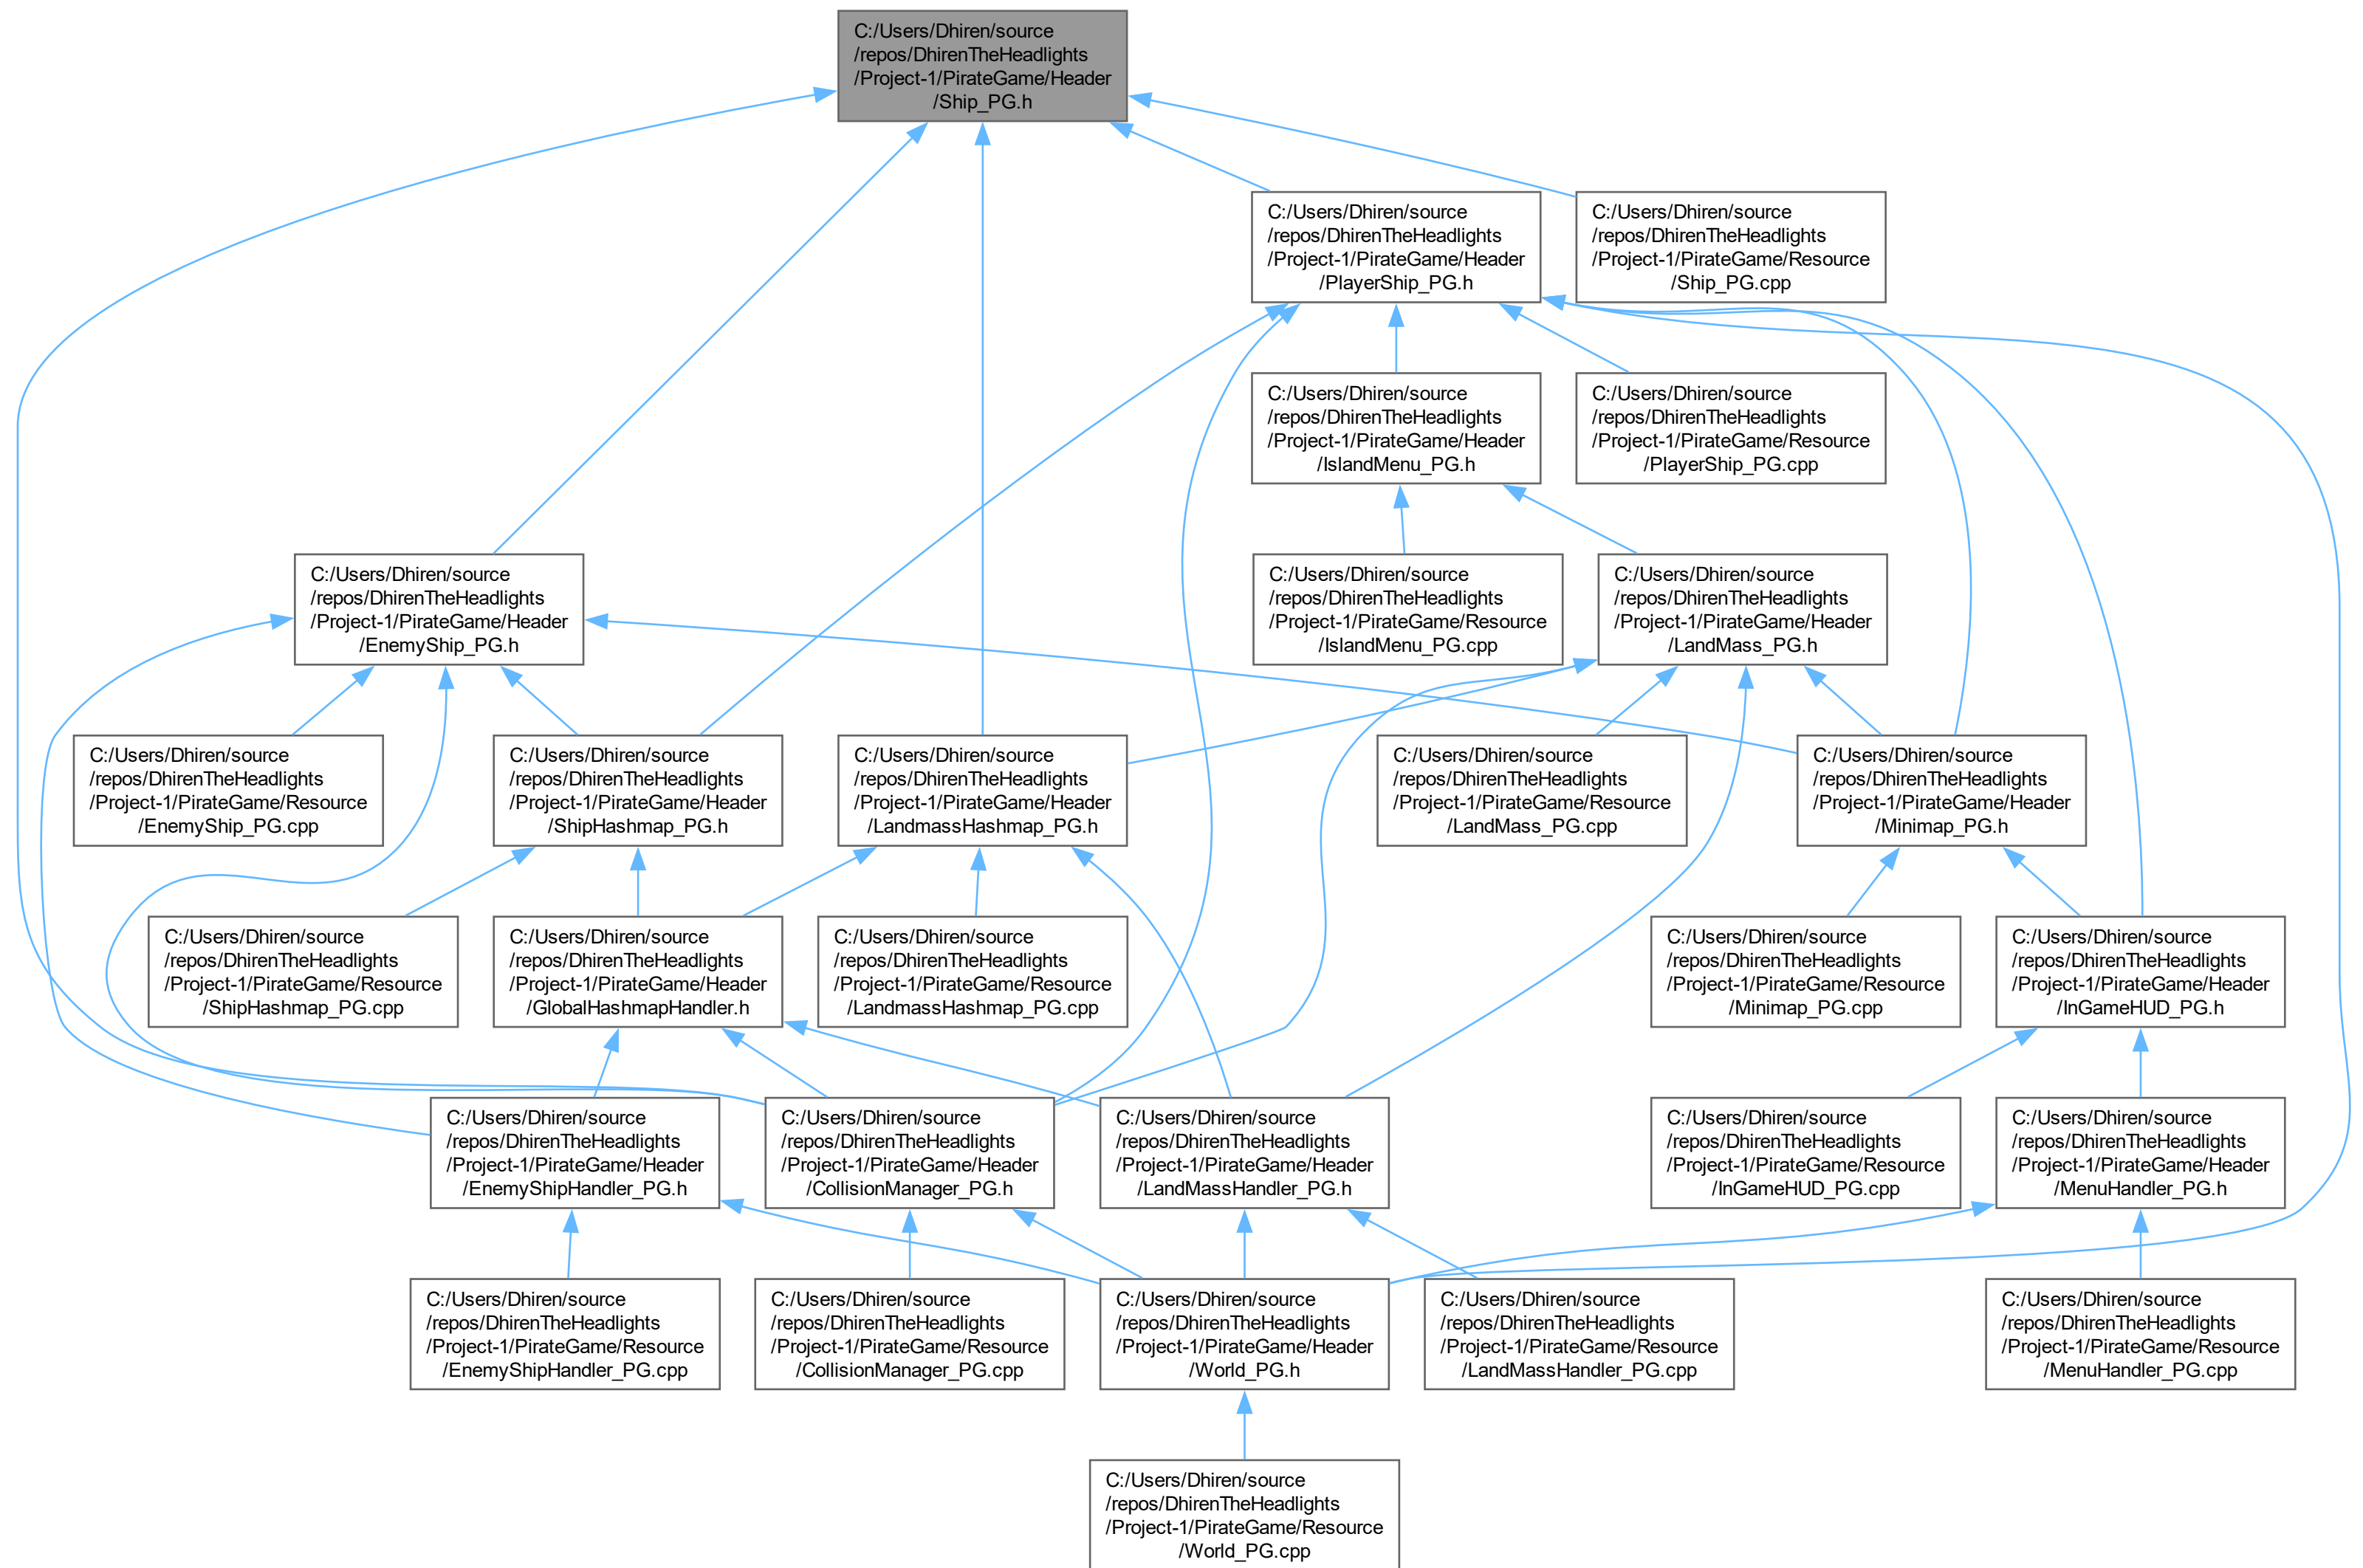 C:/Users/Dhiren/source
/repos/DhirenTheHeadlights
/Project-1/PirateGame/Header
/Ship_PG.h
C:/Users/Dhiren/source
/repos/DhirenTheHeadlights
/Project-1/PirateGame/Header
/PlayerShip_PG.h
C:/Users/Dhiren/source
/repos/DhirenTheHeadlights
/Project-1/PirateGame/Resource
/Ship_PG.cpp
C:/Users/Dhiren/source
/repos/DhirenTheHeadlights
/Project-1/PirateGame/Header
/IslandMenu_PG.h
C:/Users/Dhiren/source
/repos/DhirenTheHeadlights
/Project-1/PirateGame/Resource
/PlayerShip_PG.cpp
C:/Users/Dhiren/source
/repos/DhirenTheHeadlights
/Project-1/PirateGame/Header
/EnemyShip_PG.h
C:/Users/Dhiren/source
/repos/DhirenTheHeadlights
/Project-1/PirateGame/Resource
/IslandMenu_PG.cpp
C:/Users/Dhiren/source
/repos/DhirenTheHeadlights
/Project-1/PirateGame/Header
/LandMass_PG.h
C:/Users/Dhiren/source
/repos/DhirenTheHeadlights
/Project-1/PirateGame/Resource
/EnemyShip_PG.cpp
C:/Users/Dhiren/source
/repos/DhirenTheHeadlights
/Project-1/PirateGame/Header
/ShipHashmap_PG.h
C:/Users/Dhiren/source
/repos/DhirenTheHeadlights
/Project-1/PirateGame/Header
/LandmassHashmap_PG.h
C:/Users/Dhiren/source
/repos/DhirenTheHeadlights
/Project-1/PirateGame/Resource
/LandMass_PG.cpp
C:/Users/Dhiren/source
/repos/DhirenTheHeadlights
/Project-1/PirateGame/Header
/Minimap_PG.h
C:/Users/Dhiren/source
/repos/DhirenTheHeadlights
/Project-1/PirateGame/Resource
/ShipHashmap_PG.cpp
C:/Users/Dhiren/source
/repos/DhirenTheHeadlights
/Project-1/PirateGame/Header
/GlobalHashmapHandler.h
C:/Users/Dhiren/source
/repos/DhirenTheHeadlights
/Project-1/PirateGame/Resource
/LandmassHashmap_PG.cpp
C:/Users/Dhiren/source
/repos/DhirenTheHeadlights
/Project-1/PirateGame/Resource
/Minimap_PG.cpp
C:/Users/Dhiren/source
/repos/DhirenTheHeadlights
/Project-1/PirateGame/Header
/InGameHUD_PG.h
C:/Users/Dhiren/source
/repos/DhirenTheHeadlights
/Project-1/PirateGame/Header
/EnemyShipHandler_PG.h
C:/Users/Dhiren/source
/repos/DhirenTheHeadlights
/Project-1/PirateGame/Header
/CollisionManager_PG.h
C:/Users/Dhiren/source
/repos/DhirenTheHeadlights
/Project-1/PirateGame/Header
/LandMassHandler_PG.h
C:/Users/Dhiren/source
/repos/DhirenTheHeadlights
/Project-1/PirateGame/Resource
/InGameHUD_PG.cpp
C:/Users/Dhiren/source
/repos/DhirenTheHeadlights
/Project-1/PirateGame/Header
/MenuHandler_PG.h
C:/Users/Dhiren/source
/repos/DhirenTheHeadlights
/Project-1/PirateGame/Resource
/EnemyShipHandler_PG.cpp
C:/Users/Dhiren/source
/repos/DhirenTheHeadlights
/Project-1/PirateGame/Resource
/CollisionManager_PG.cpp
C:/Users/Dhiren/source
/repos/DhirenTheHeadlights
/Project-1/PirateGame/Header
/World_PG.h
C:/Users/Dhiren/source
/repos/DhirenTheHeadlights
/Project-1/PirateGame/Resource
/LandMassHandler_PG.cpp
C:/Users/Dhiren/source
/repos/DhirenTheHeadlights
/Project-1/PirateGame/Resource
/MenuHandler_PG.cpp
C:/Users/Dhiren/source
/repos/DhirenTheHeadlights
/Project-1/PirateGame/Resource
/World_PG.cpp